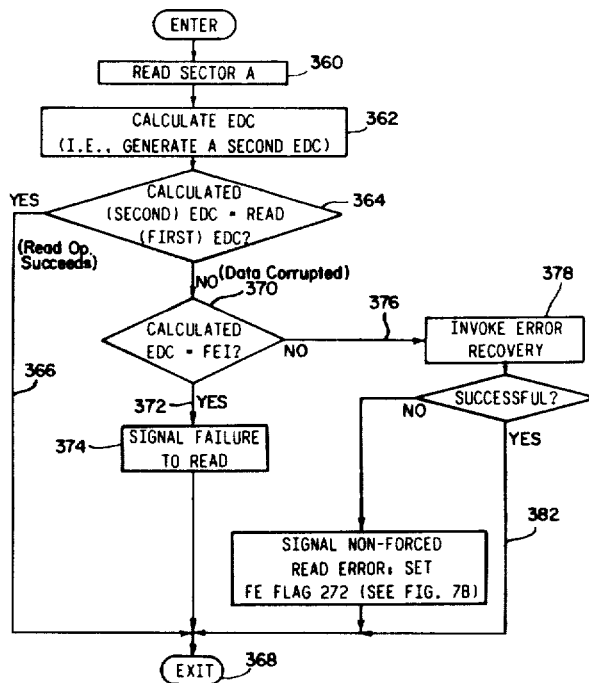 ENTER
READ SECTOR A
360
CALCULATE EDC
(I.E., GENERATE A SECOND EDC)
362
YES
CALCULATED
(SECOND) EDC = READ
(FIRST) EDC?
364
(Read Op.
Succeeds)
NO
(Data Corrupted)
370
376
378
CALCULATED
EDC = FEI?
NO
INVOKE ERROR
RECOVERY
366
372
YES
NO
SUCCESSFUL?
YES
374
SIGNAL FAILURE
TO READ
382
SIGNAL NON-FORCED
READ ERROR; SET
FE FLAG 272 (SEE FIG. 7B)
EXIT
368